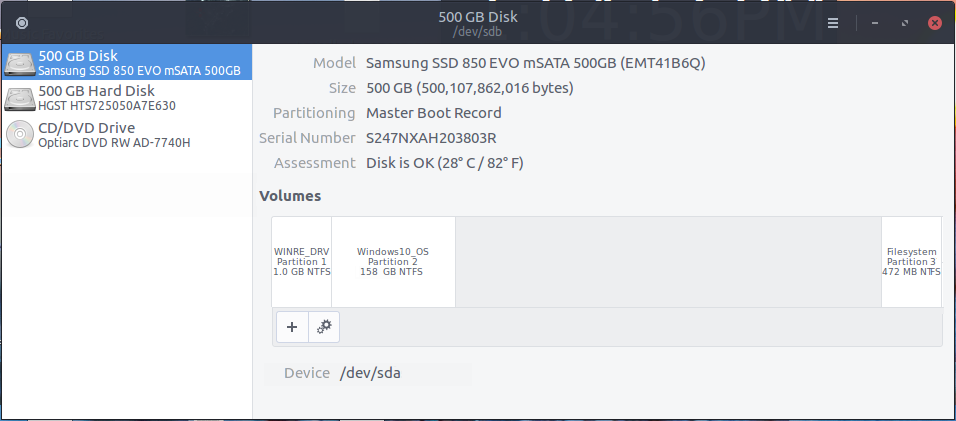 :04:56PM
500 GB Disk
/dev/sdb
500 GB Disk
Samsung SSD 850 EVO mSATA 500GB
500 GB Hard Disk
HGST HTS725050A7E630
CD/DVD Drive
Optiarc DVD RW AD-7740H
Model Samsung SSD 850 EVO mSATA 500GB (EMT41B6Q)
Size 500 GB (500,107,862,016 bytes)
Partitioning Master Boot Record
Serial Number S247NXAH203803R
Assessment Disk is OK (28° C / 82° F)
Volumes
WINRE_DRV
Partition 1
1.0 GB NTFS
Windows10_OS
Partition 2
158 GB NTFS
Filesystem
Partition 3
472 MB NTFS
Device /dev/sda